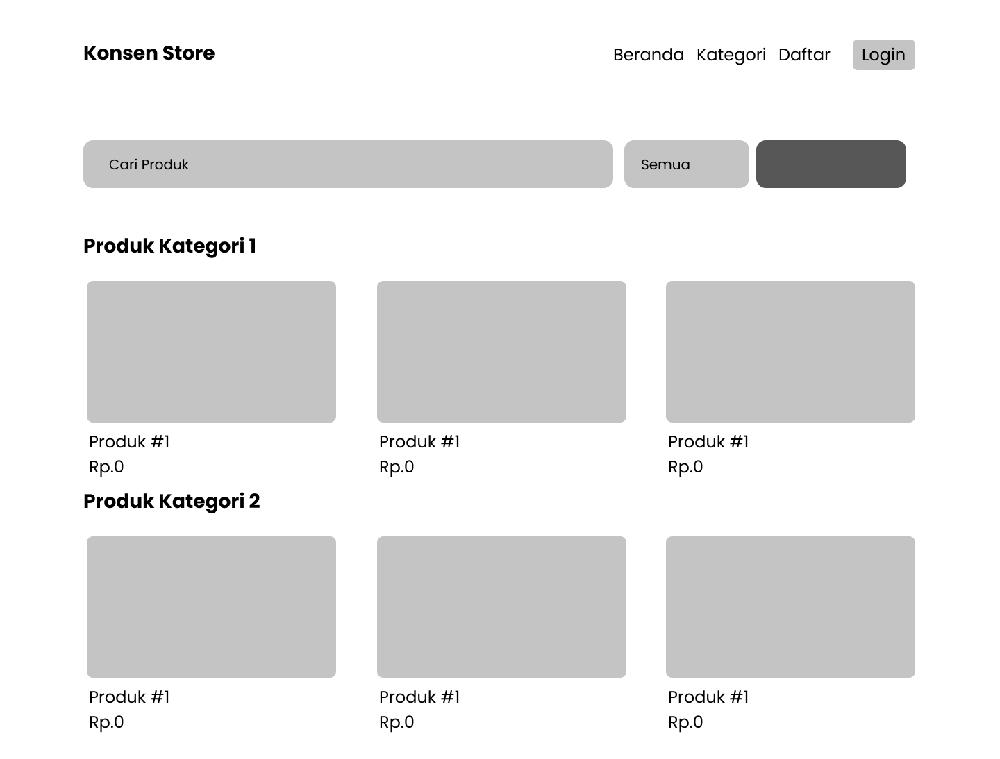 Konsen Store
Beranda Kategori Daftar Login
Cari Produk Semua
Produk Kategori 1
Produk #1 Produk #1 Produk #1
Rp.0 Rp.0 Rp.0
Produk Kategori 2
Produk #1 Produk #1 Produk #1
Rp.0 Rp.0 Rp.0